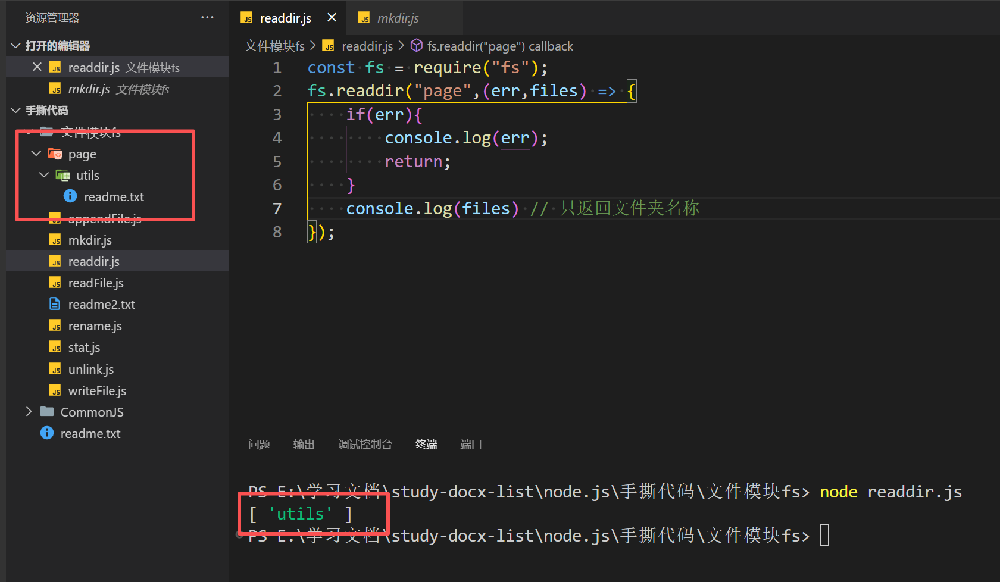 资源管理器
打开的编辑器
readdir.js 文件模块fs
mkdir.js 文件模块fs
手撕代码
文件模块fs
page
utils
readme.txt
appendFile.js
mkdir.js
readdir.js
readFile.js
readme2.txt
rename.js
stat.js
unlink.js
writeFile.js
CommonJS
readme.txt
readdir.js
mkdir.js
文件模块fs > readdir.js > fs.readdir("page") callback
1 const fs = require("fs");
2 fs.readdir("page",(err,files) => {
3 if(err){
4 console.log(err);
5 return;
6 }
7 console.log(files) // 只返回文件夹名称
8 });
问题 输出 调试控制台 终端 端口
PS E:\学习文档\study-docx-list\node.js\手撕代码\文件模块fs> node readdir.js
[ 'utils' ]
PS E:\学习文档\study-docx-list\node.js\手撕代码\文件模块fs>